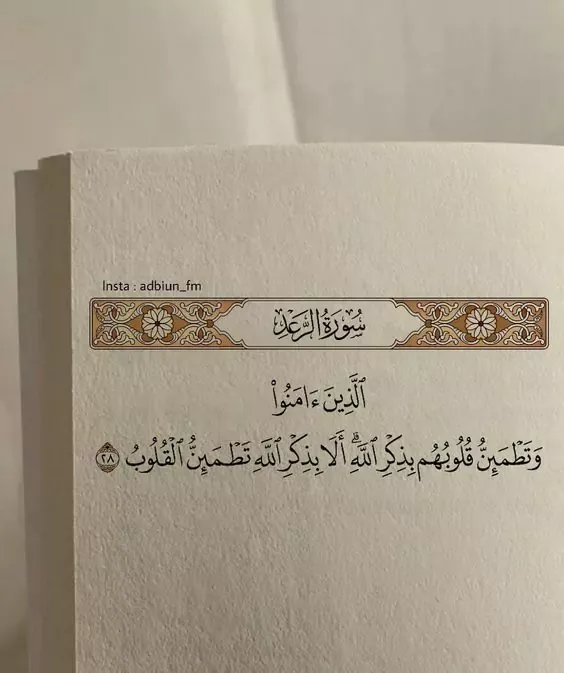 Insta : adbiun_fm
سُورَةُ الرَّعْدِ
ٱلَّذِينَ ءَامَنُوا۟
وَتَطْمَئِنُّ قُلُوبُهُم بِذِكْرِ ٱللَّهِ ۗ أَلَا بِذِكْرِ ٱللَّهِ تَطْمَئِنُّ ٱلْقُلُوبُ ٢٨